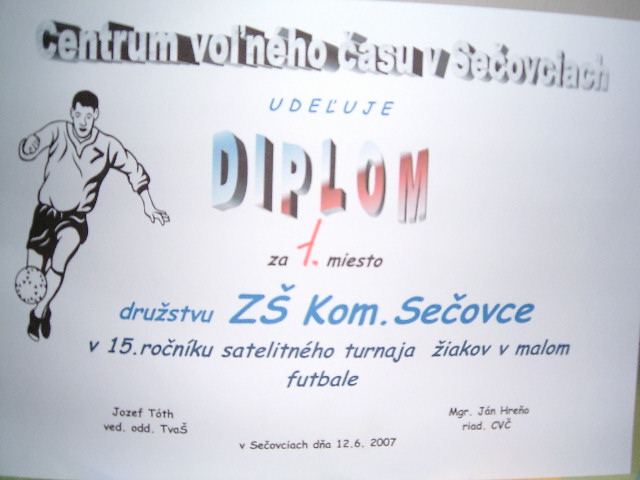 Centrum voľného času v Sečovciach
UDEĽUJE
DIPLOM
za 1. miesto
družstvu ZŠ Kom. Sečovce
v 15.ročníku satelitného turnaja žiakov v malom
futbale
Jozef Tóth
ved. odd. TvaŠ
Mgr. Ján Hreňo
riad. CVČ
v Sečovciach dňa 12.6. 2007